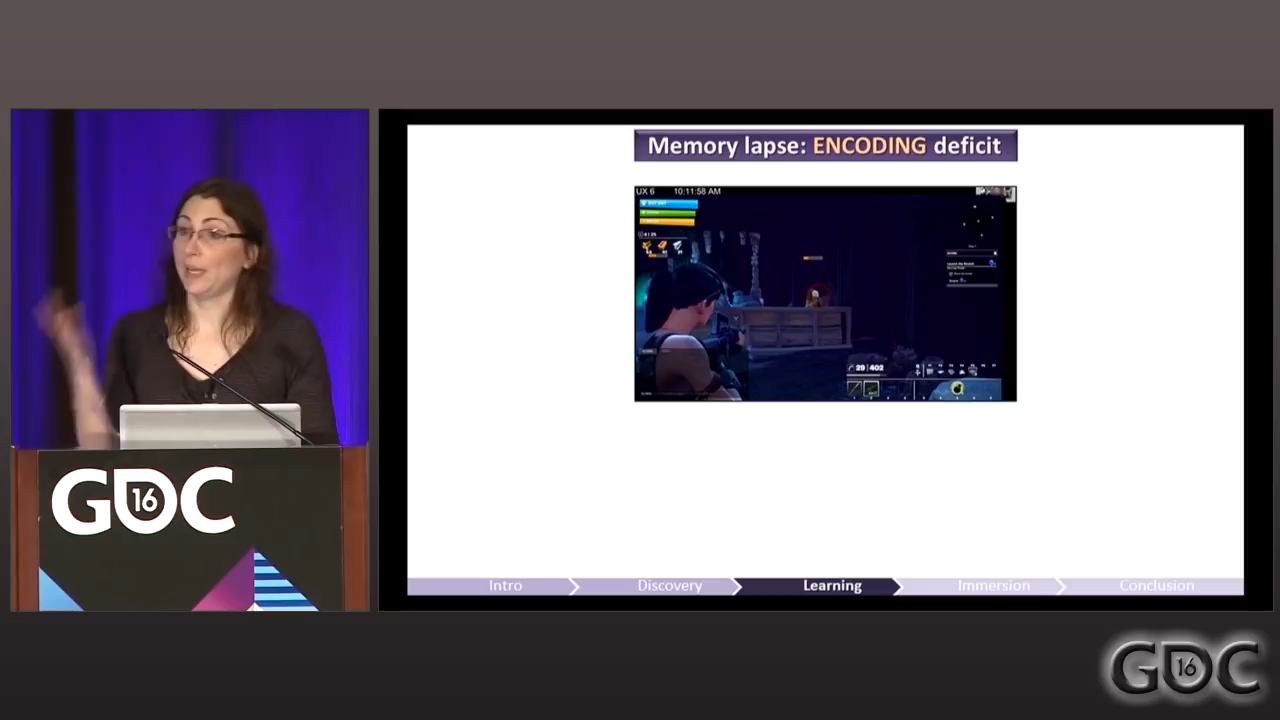 Memory lapse: ENCODING deficit
UX 6 10:11:58 AM
29 | 402
Intro
Discovery
Learning
Immersion
Conclusion
GDC 16
GDC 16